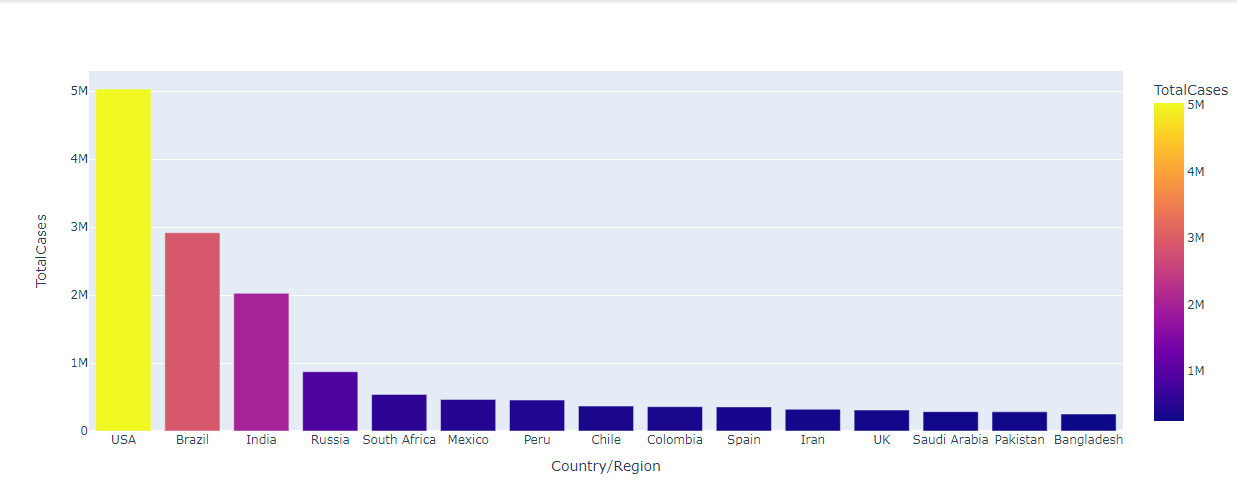 TotalCases
5M
4M
3M
2M
1M
0
USA Brazil India Russia South Africa Mexico Peru Chile Colombia Spain Iran UK Saudi Arabia Pakistan Bangladesh
Country/Region
TotalCases
5M
4M
3M
2M
1M